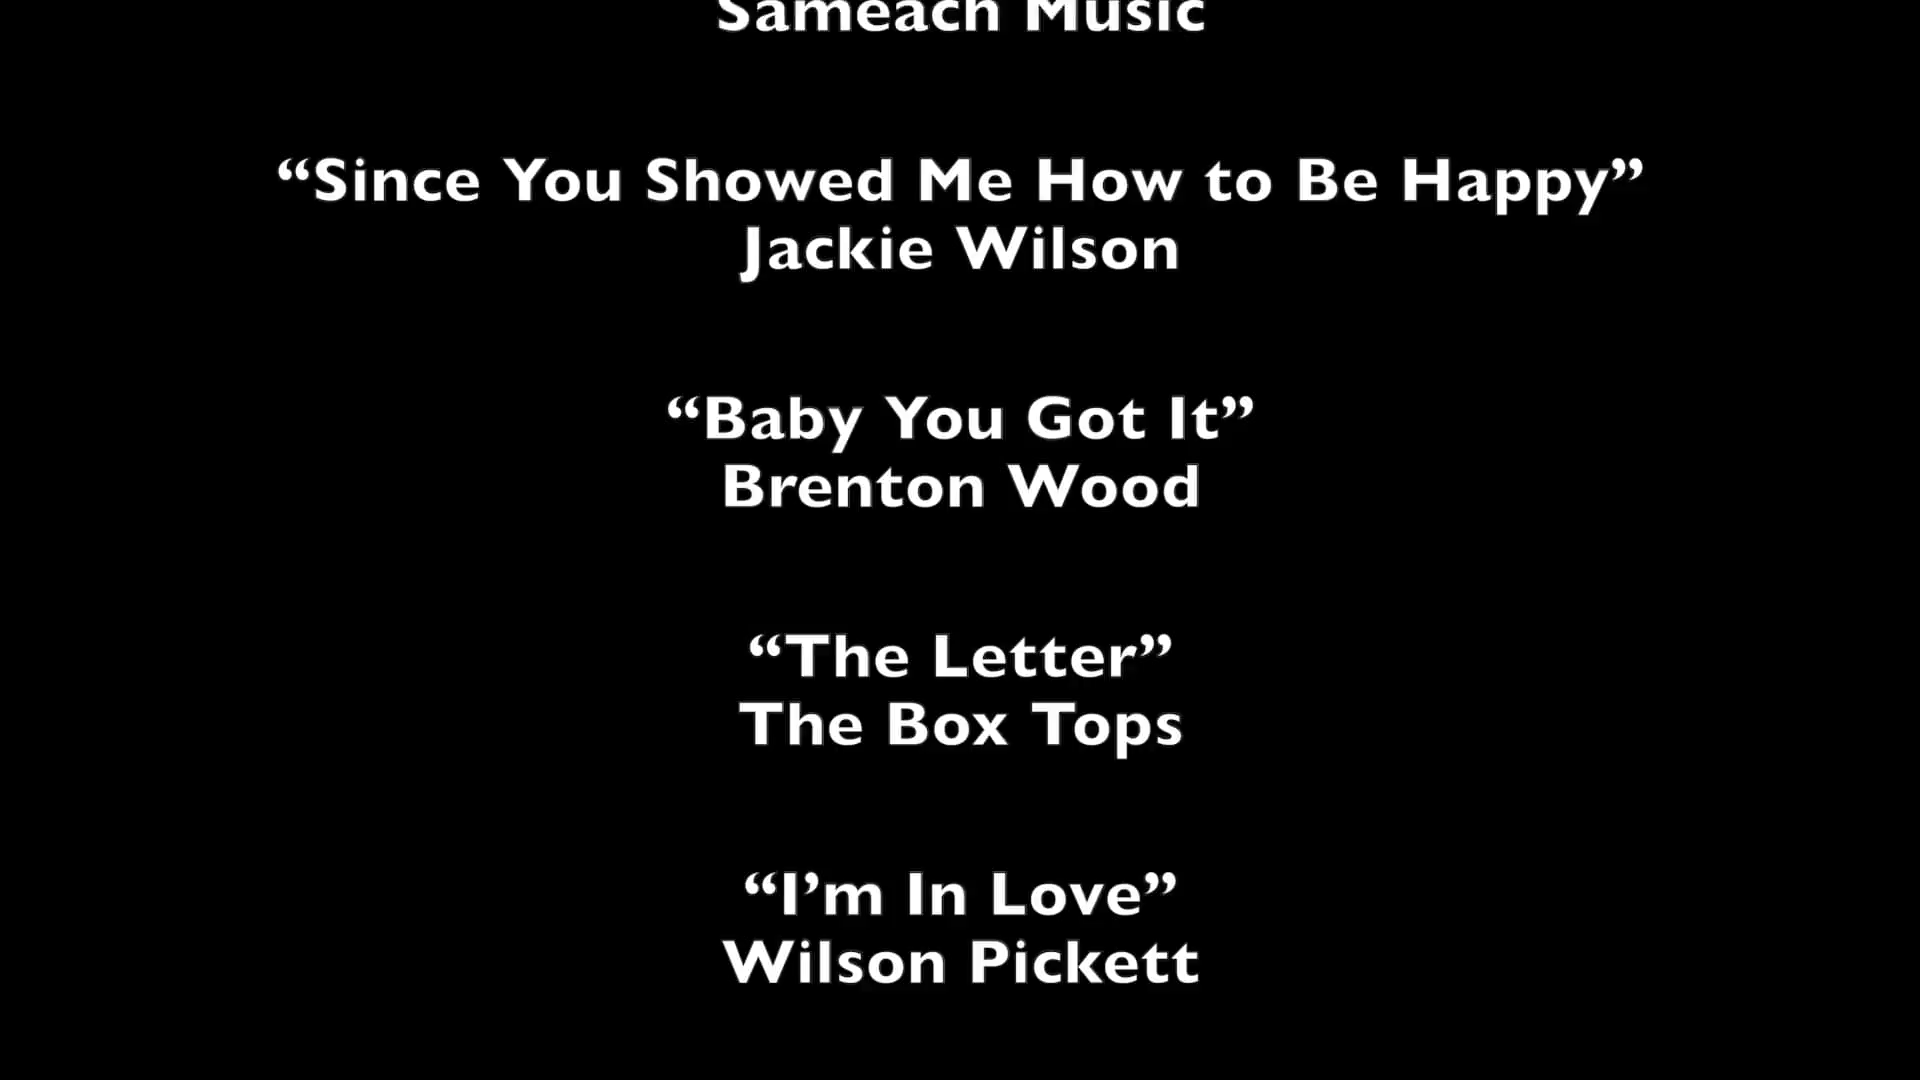 Sameach Music
“Since You Showed Me How to Be Happy”
Jackie Wilson
“Baby You Got It”
Brenton Wood
“The Letter”
The Box Tops
“I’m In Love”
Wilson Pickett